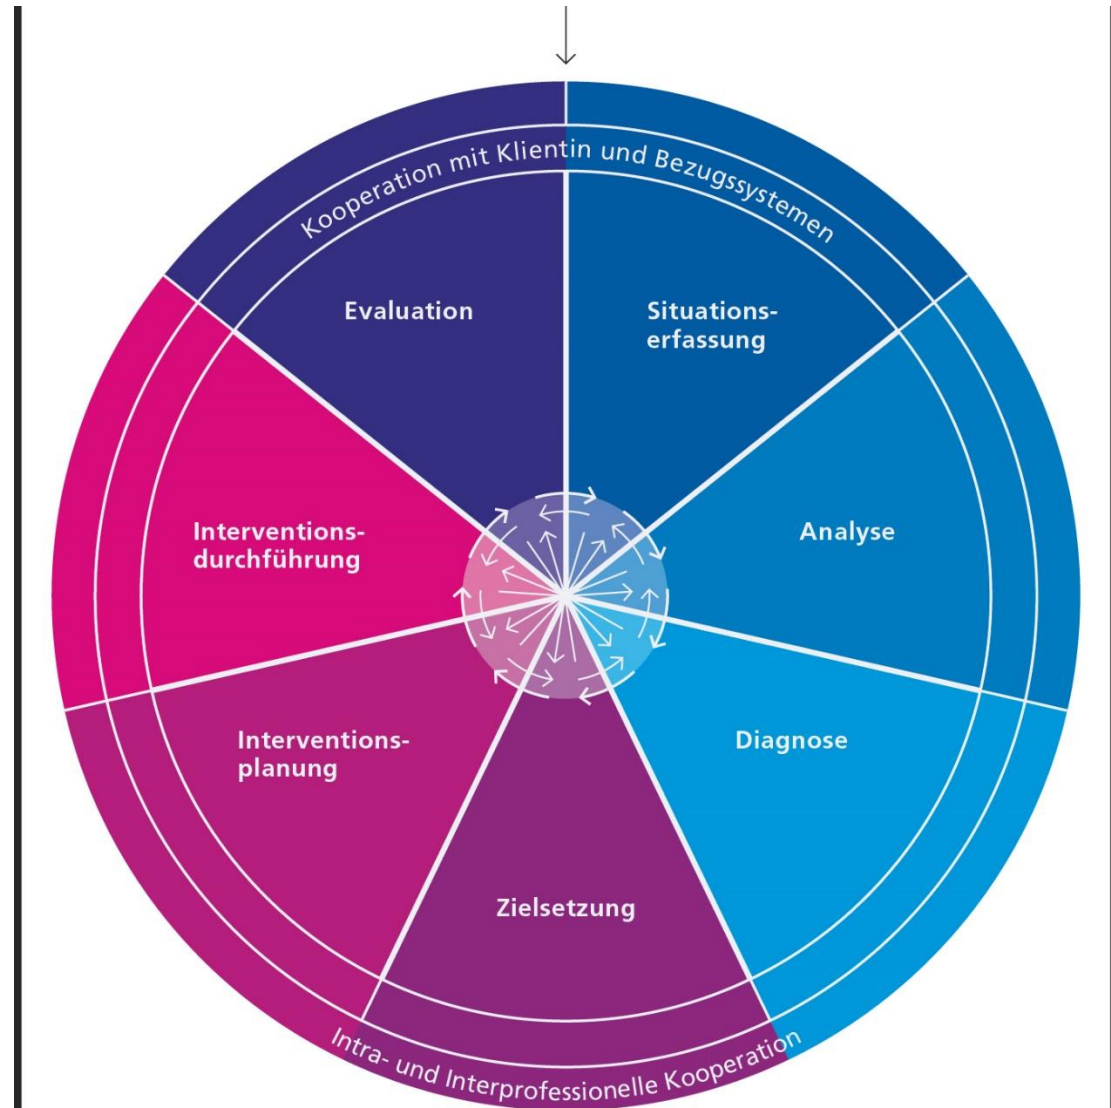 Kooperation mit Klientin und Bezugssystemen
Evaluation
Situations-
erfassung
Interventions-
durchführung
Analyse
Interventions-
planung
Diagnose
Zielsetzung
Intra- und Interprofessionelle Kooperation